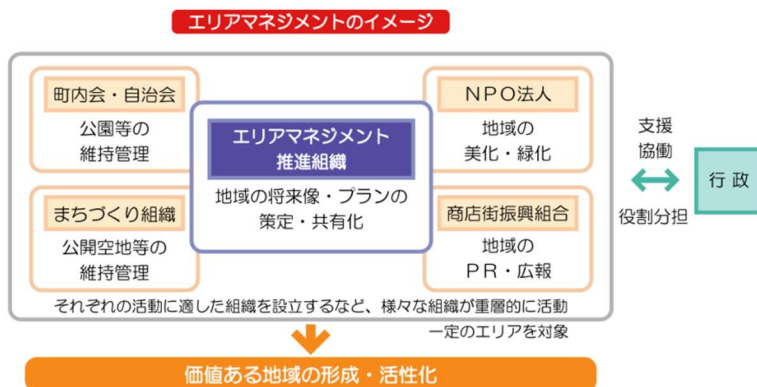 エリアマネジメントのイメージ
町内会・自治会
公園等の
維持管理
NPO法人
地域の
美化・緑化
エリアマネジメント
推進組織
地域の将来像・プランの
策定・共有化
まちづくり組織
公開空地等の
維持管理
商店街振興組合
地域の
PR・広報
それぞれの活動に適した組織を設立するなど、様々な組織が重層的に活動
一定のエリアを対象
支援
協働
役割分担
行政
価値ある地域の形成・活性化